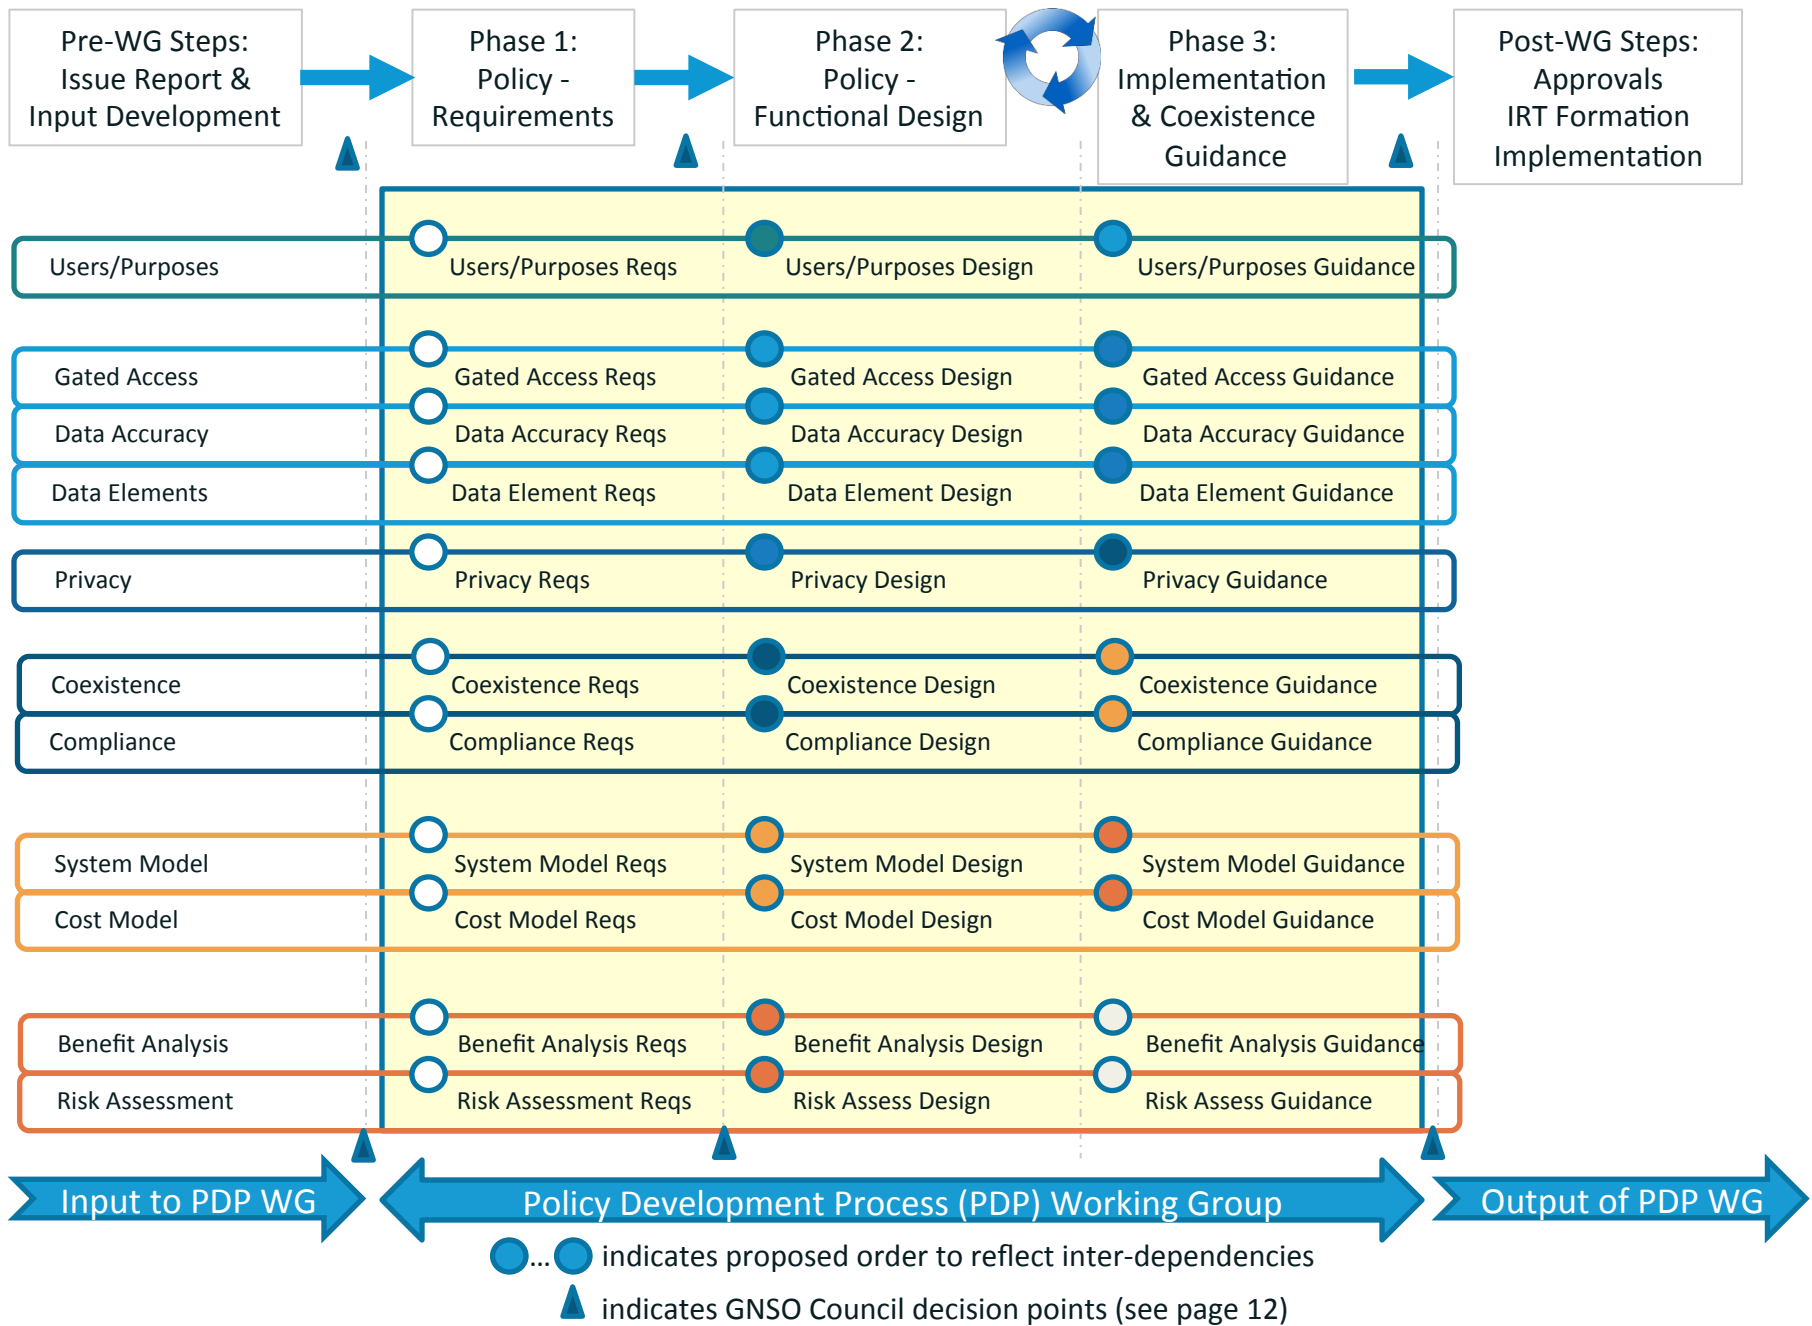 Pre-WG Steps:
Issue Report &
Input Development
Phase 1:
Policy -
Requirements
Phase 2:
Policy -
Functional Design
Phase 3:
Implementation
& Coexistence
Guidance
Post-WG Steps:
Approvals
IRT Formation
Implementation
Users/Purposes
Users/Purposes Reqs
Users/Purposes Design
Users/Purposes Guidance
Gated Access
Gated Access Reqs
Gated Access Design
Gated Access Guidance
Data Accuracy
Data Accuracy Reqs
Data Accuracy Design
Data Accuracy Guidance
Data Elements
Data Element Reqs
Data Element Design
Data Element Guidance
Privacy
Privacy Reqs
Privacy Design
Privacy Guidance
Coexistence
Coexistence Reqs
Coexistence Design
Coexistence Guidance
Compliance
Compliance Reqs
Compliance Design
Compliance Guidance
System Model
System Model Reqs
System Model Design
System Model Guidance
Cost Model
Cost Model Reqs
Cost Model Design
Cost Model Guidance
Benefit Analysis
Benefit Analysis Reqs
Benefit Analysis Design
Benefit Analysis Guidance
Risk Assessment
Risk Assessment Reqs
Risk Assess Design
Risk Assess Guidance
Input to PDP WG
Policy Development Process (PDP) Working Group
Output of PDP WG
... indicates proposed order to reflect inter-dependencies
indicates GNSO Council decision points (see page 12)